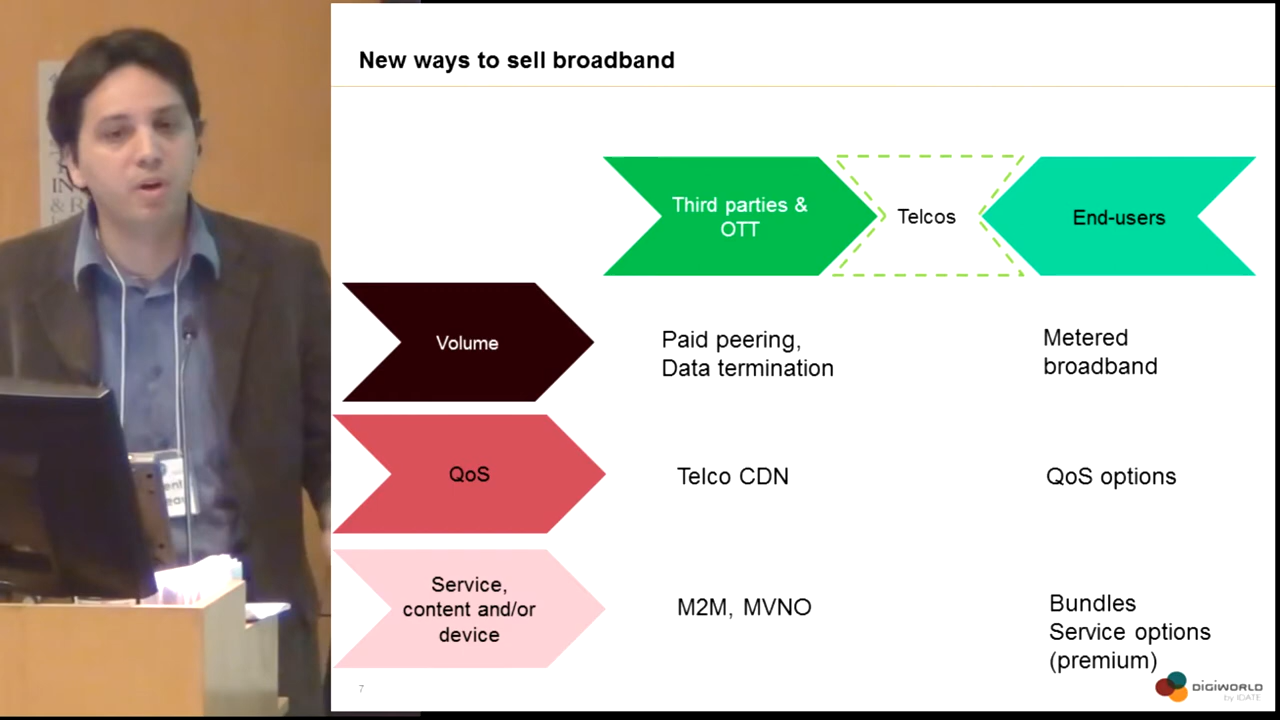 New ways to sell broadband
Third parties &
OTT
Telcos
End-users
Volume
Paid peering,
Data termination
Metered
broadband
QoS
Telco CDN
QoS options
Service,
content and/or
device
M2M, MVNO
Bundles
Service options
(premium)
7
DIGIWORLD
by IDATE
IN
& R